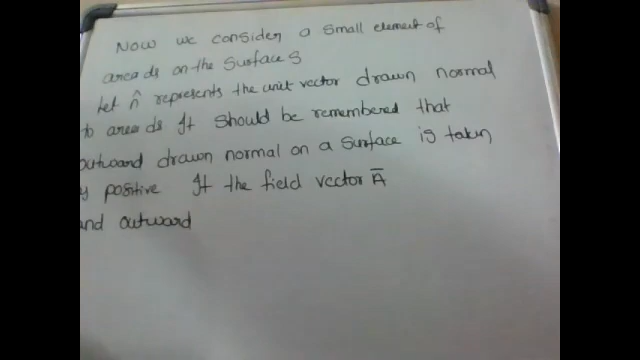 Now we consider a small element of
area ds on the surface S
Let n̂ represents the unit vector drawn normal
to area ds It should be remembered that
outward drawn normal on a surface is taken
y positive If the field vector A̅
and outward